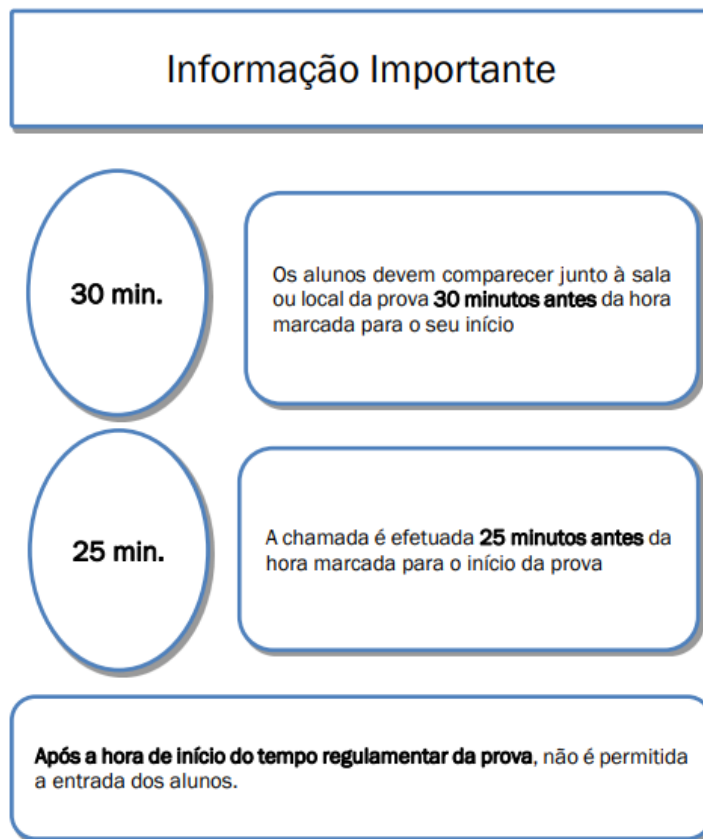 Informação Importante
30 min.
Os alunos devem comparecer junto à sala
ou local da prova 30 minutos antes da hora
marcada para o seu início
25 min.
A chamada é efetuada 25 minutos antes da
hora marcada para o início da prova
Após a hora de início do tempo regulamentar da prova, não é permitida
a entrada dos alunos.